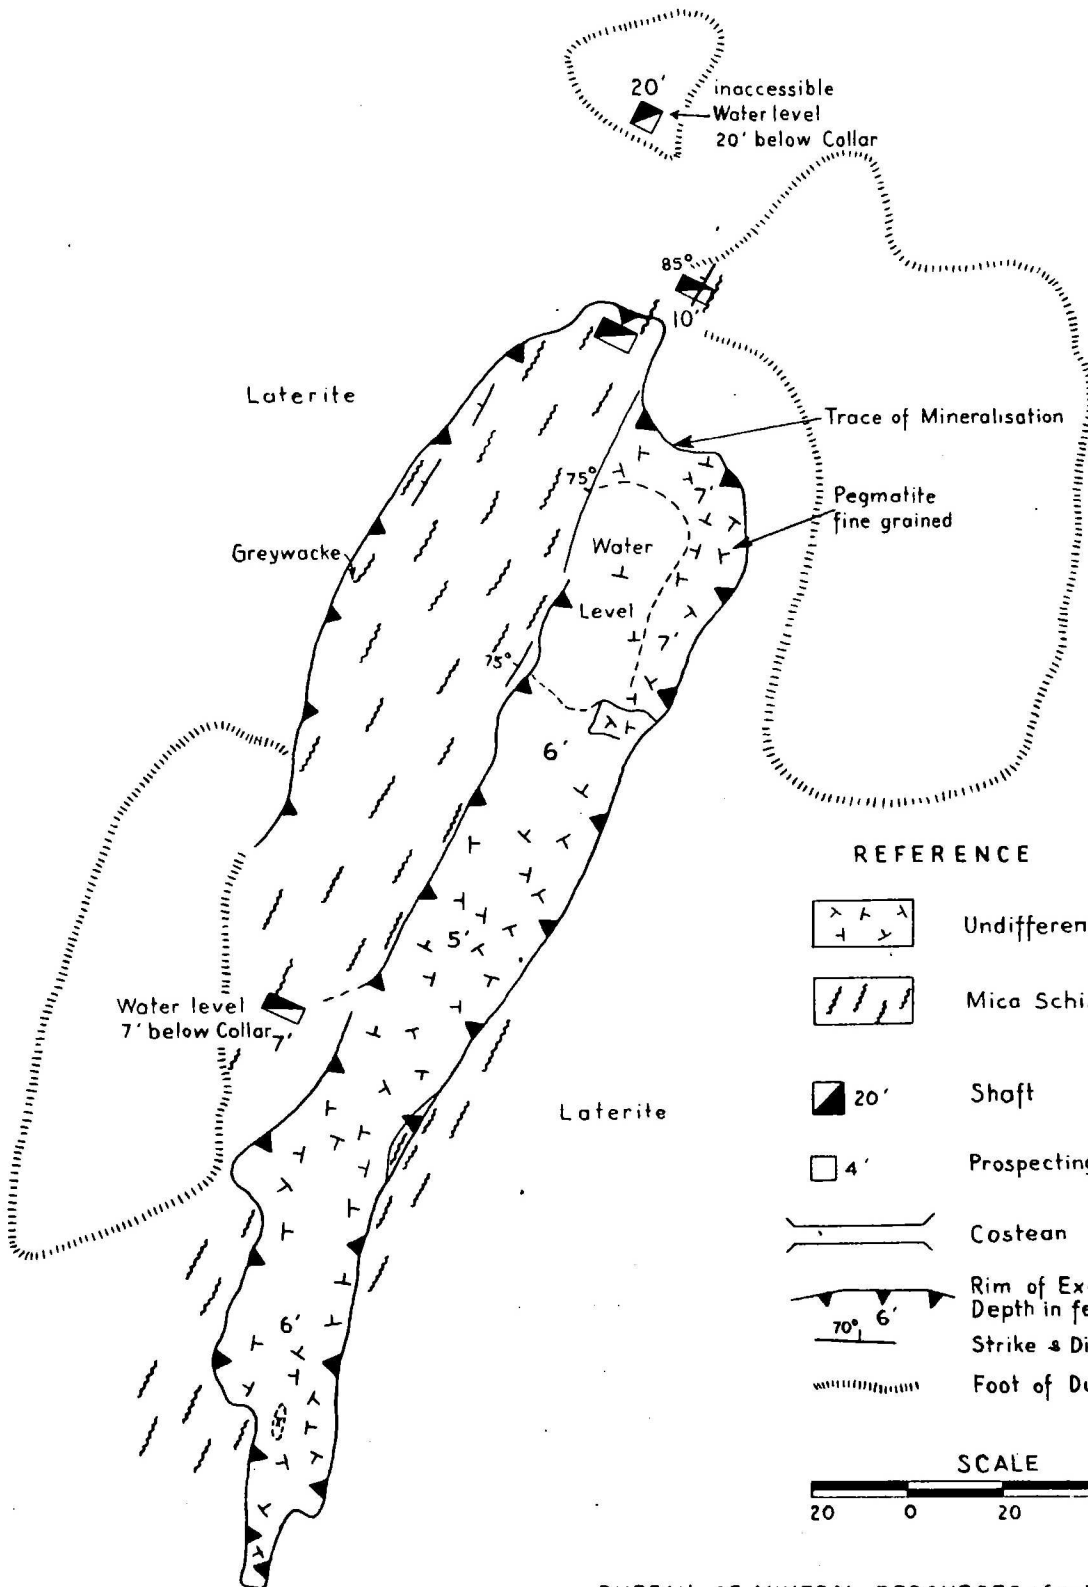 20'
inaccessible
Water level
20' below Collar
85°
10'
Laterite
Trace of Mineralisation
75°
7'
Pegmatite
fine grained
Water
Greywacke
Level
7'
75°
6'
REFERENCE
Undifferen
5'
Mica Schi
Water level
7' below Collar
7'
20' Shaft
Laterite
4' Prospecting
Costean
Rim of Ex
Depth in fe
6'
70°
Strike & Di
6'
Foot of Du
SCALE
20 0 20